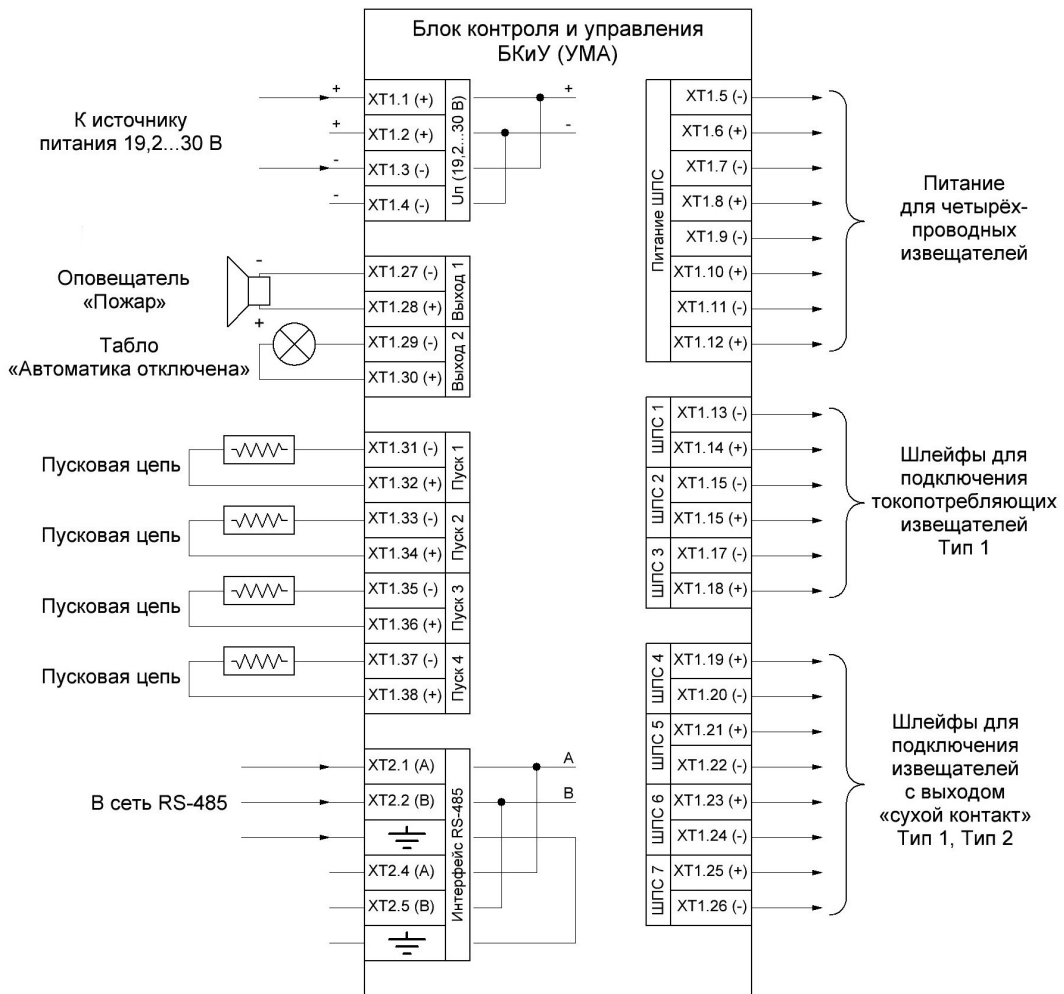 Блок контроля и управления
БКиУ (УМА)
К источнику
питания 19,2...30 В
+
+
-
-
XT1.1 (+)
XT1.2 (+)
XT1.3 (-)
XT1.4 (-)
Uп (19,2...30 В)
+
-
Оповещатель
«Пожар»
-
+
XT1.27 (-)
XT1.28 (+)
Выход 1
Табло
«Автоматика отключена»
XT1.29 (-)
XT1.30 (+)
Выход 2
Пусковая цепь
XT1.31 (-)
XT1.32 (+)
Пуск 1
Пусковая цепь
XT1.33 (-)
XT1.34 (+)
Пуск 2
Пусковая цепь
XT1.35 (-)
XT1.36 (+)
Пуск 3
Пусковая цепь
XT1.37 (-)
XT1.38 (+)
Пуск 4
В сеть RS-485
XT2.1 (A)
XT2.2 (B)
XT2.4 (A)
XT2.5 (B)
Интерфейс RS-485
A
B
Питание ШПС
XT1.5 (-)
XT1.6 (+)
XT1.7 (-)
XT1.8 (+)
XT1.9 (-)
XT1.10 (+)
XT1.11 (-)
XT1.12 (+)
Питание
для четырёх-
проводных
извещателей
ШПС 1
XT1.13 (-)
XT1.14 (+)
ШПС 2
XT1.15 (-)
XT1.15 (+)
ШПС 3
XT1.17 (-)
XT1.18 (+)
Шлейфы для
подключения
токопотребляющих
извещателей
Тип 1
ШПС 4
XT1.19 (+)
XT1.20 (-)
ШПС 5
XT1.21 (+)
XT1.22 (-)
ШПС 6
XT1.23 (+)
XT1.24 (-)
ШПС 7
XT1.25 (+)
XT1.26 (-)
Шлейфы для
подключения
извещателей
с выходом
«сухой контакт»
Тип 1, Тип 2